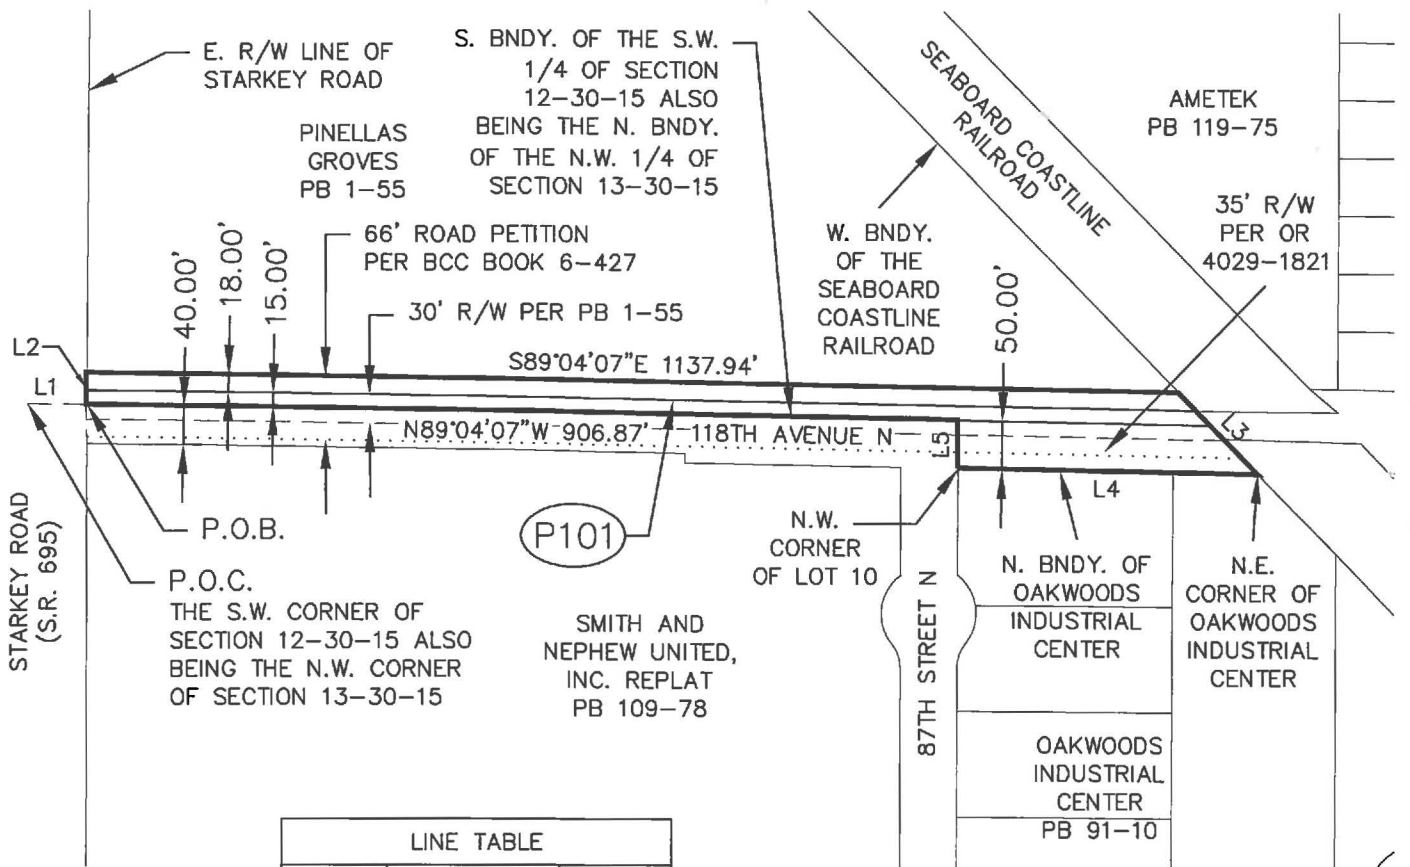 E. R/W LINE OF
STARKEY ROAD
S. BNDY. OF THE S.W.
1/4 OF SECTION
12-30-15 ALSO
BEING THE N. BNDY.
OF THE N.W. 1/4 OF
SECTION 13-30-15
PINELLAS
GROVES
PB 1-55
SEABOARD COASTLINE
RAILROAD
AMETEK
PB 119-75
35' R/W
PER OR
4029-1821
W. BNDY.
OF THE
SEABOARD
COASTLINE
RAILROAD
66' ROAD PETITION
PER BCC BOOK 6-427
30' R/W PER PB 1-55
40.00'
18.00'
15.00'
50.00'
L2
L1
S89°04'07"E 1137.94'
N89°04'07"W 906.87'
118TH AVENUE N
L5
L3
L4
P.O.B.
P.O.C.
THE S.W. CORNER OF
SECTION 12-30-15 ALSO
BEING THE N.W. CORNER
OF SECTION 13-30-15
STARKEY ROAD
(S.R. 695)
P101
SMITH AND
NEPHEW UNITED,
INC. REPLAT
PB 109-78
N.W.
CORNER
OF LOT 10
87TH STREET N
N. BNDY. OF
OAKWOODS
INDUSTRIAL
CENTER
N.E.
CORNER OF
OAKWOODS
INDUSTRIAL
CENTER
OAKWOODS
INDUSTRIAL
CENTER
PB 91-10
LINE TABLE